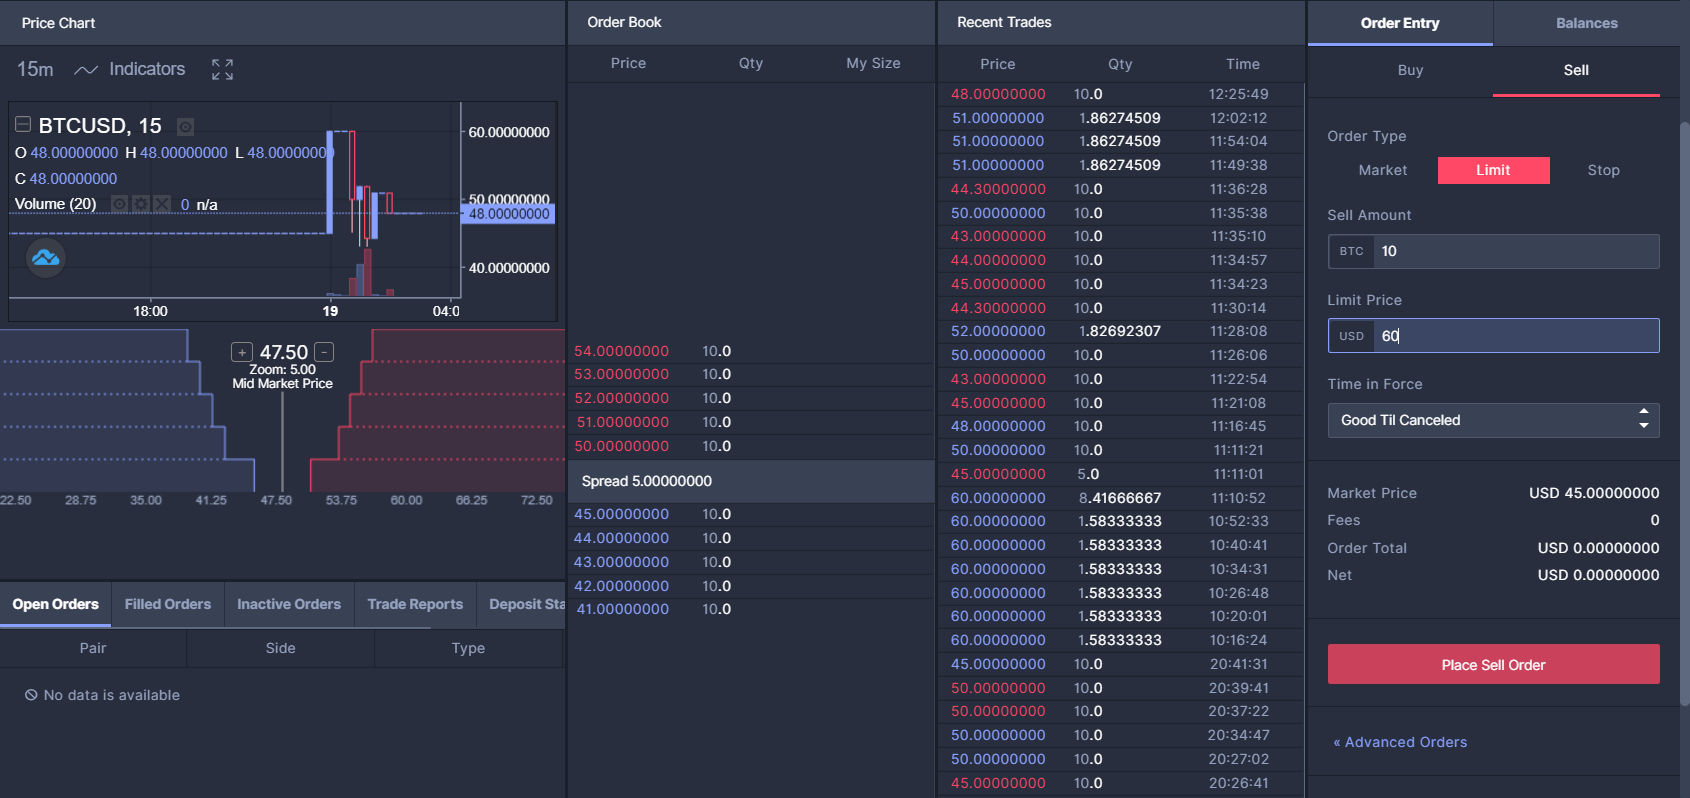 Price Chart
15m Indicators
BTCUSD, 15
O 48.00000000 H 48.00000000 L 48.00000000
C 48.00000000
Volume (20) 0 n/a
60.00000000
50.00000000
48.00000000
40.00000000
18:00 19 04:0
+ 47.50 -
Zoom: 5.00
Mid Market Price
22.50 28.75 35.00 41.25 47.50 53.75 60.00 66.25 72.50
Open Orders Filled Orders Inactive Orders Trade Reports Deposit Sta
Pair Side Type
No data is available
Order Book
Price Qty My Size
54.00000000 10.0
53.00000000 10.0
52.00000000 10.0
51.00000000 10.0
50.00000000 10.0
Spread 5.00000000
45.00000000 10.0
44.00000000 10.0
43.00000000 10.0
42.00000000 10.0
41.00000000 10.0
Recent Trades
Price Qty Time
48.00000000 10.0 12:25:49
51.00000000 1.86274509 12:02:12
51.00000000 1.86274509 11:54:04
51.00000000 1.86274509 11:49:38
44.30000000 10.0 11:36:28
50.00000000 10.0 11:35:38
43.00000000 10.0 11:35:10
44.00000000 10.0 11:34:57
45.00000000 10.0 11:34:23
44.30000000 10.0 11:30:14
52.00000000 1.82692307 11:28:08
50.00000000 10.0 11:26:06
43.00000000 10.0 11:22:54
45.00000000 10.0 11:21:08
48.00000000 10.0 11:16:45
50.00000000 10.0 11:11:21
45.00000000 5.0 11:11:01
60.00000000 8.41666667 11:10:52
60.00000000 1.58333333 10:52:33
60.00000000 1.58333333 10:40:41
60.00000000 1.58333333 10:34:31
60.00000000 1.58333333 10:26:48
60.00000000 1.58333333 10:20:01
60.00000000 1.58333333 10:16:24
45.00000000 10.0 20:41:31
50.00000000 10.0 20:39:41
50.00000000 10.0 20:37:22
50.00000000 10.0 20:34:47
50.00000000 10.0 20:27:02
45.00000000 10.0 20:26:41
Order Entry Balances
Buy Sell
Order Type
Market Limit Stop
Sell Amount
BTC 10
Limit Price
USD 60
Time in Force
Good Til Canceled
Market Price USD 45.00000000
Fees 0
Order Total USD 0.00000000
Net USD 0.00000000
Place Sell Order
« Advanced Orders